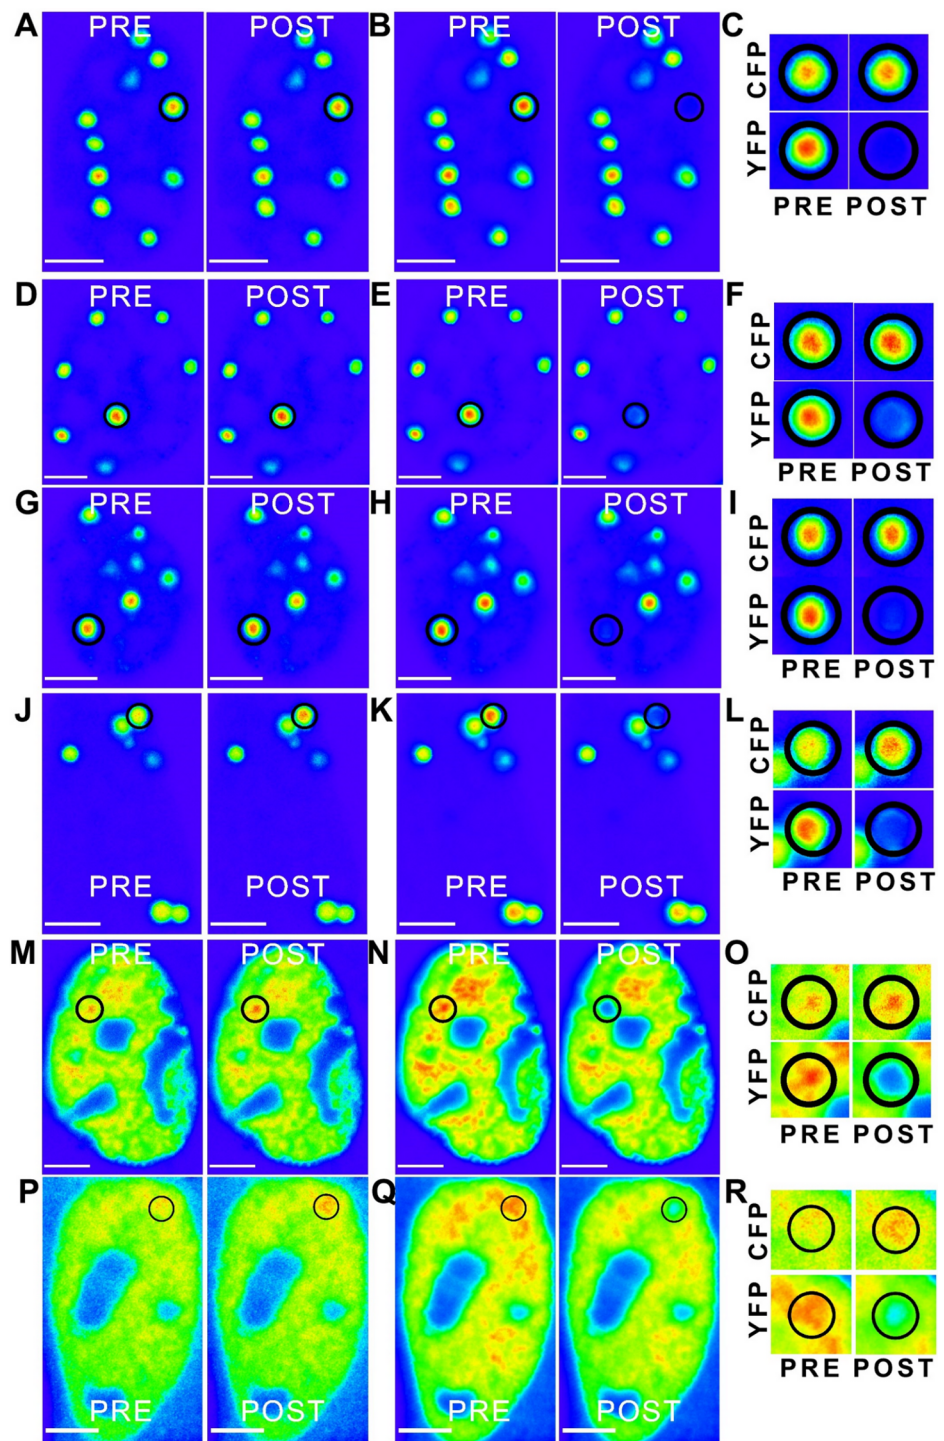 A PRE POST B PRE POST C CFP
YFP
PRE POST
D PRE POST E PRE POST F CFP
YFP
PRE POST
G PRE POST H PRE POST I CFP
YFP
PRE POST
J K L CFP
YFP
PRE POST PRE POST PRE POST
M PRE POST N PRE POST O CFP
YFP
PRE POST
P Q R CFP
YFP
PRE POST
PRE POST PRE POST